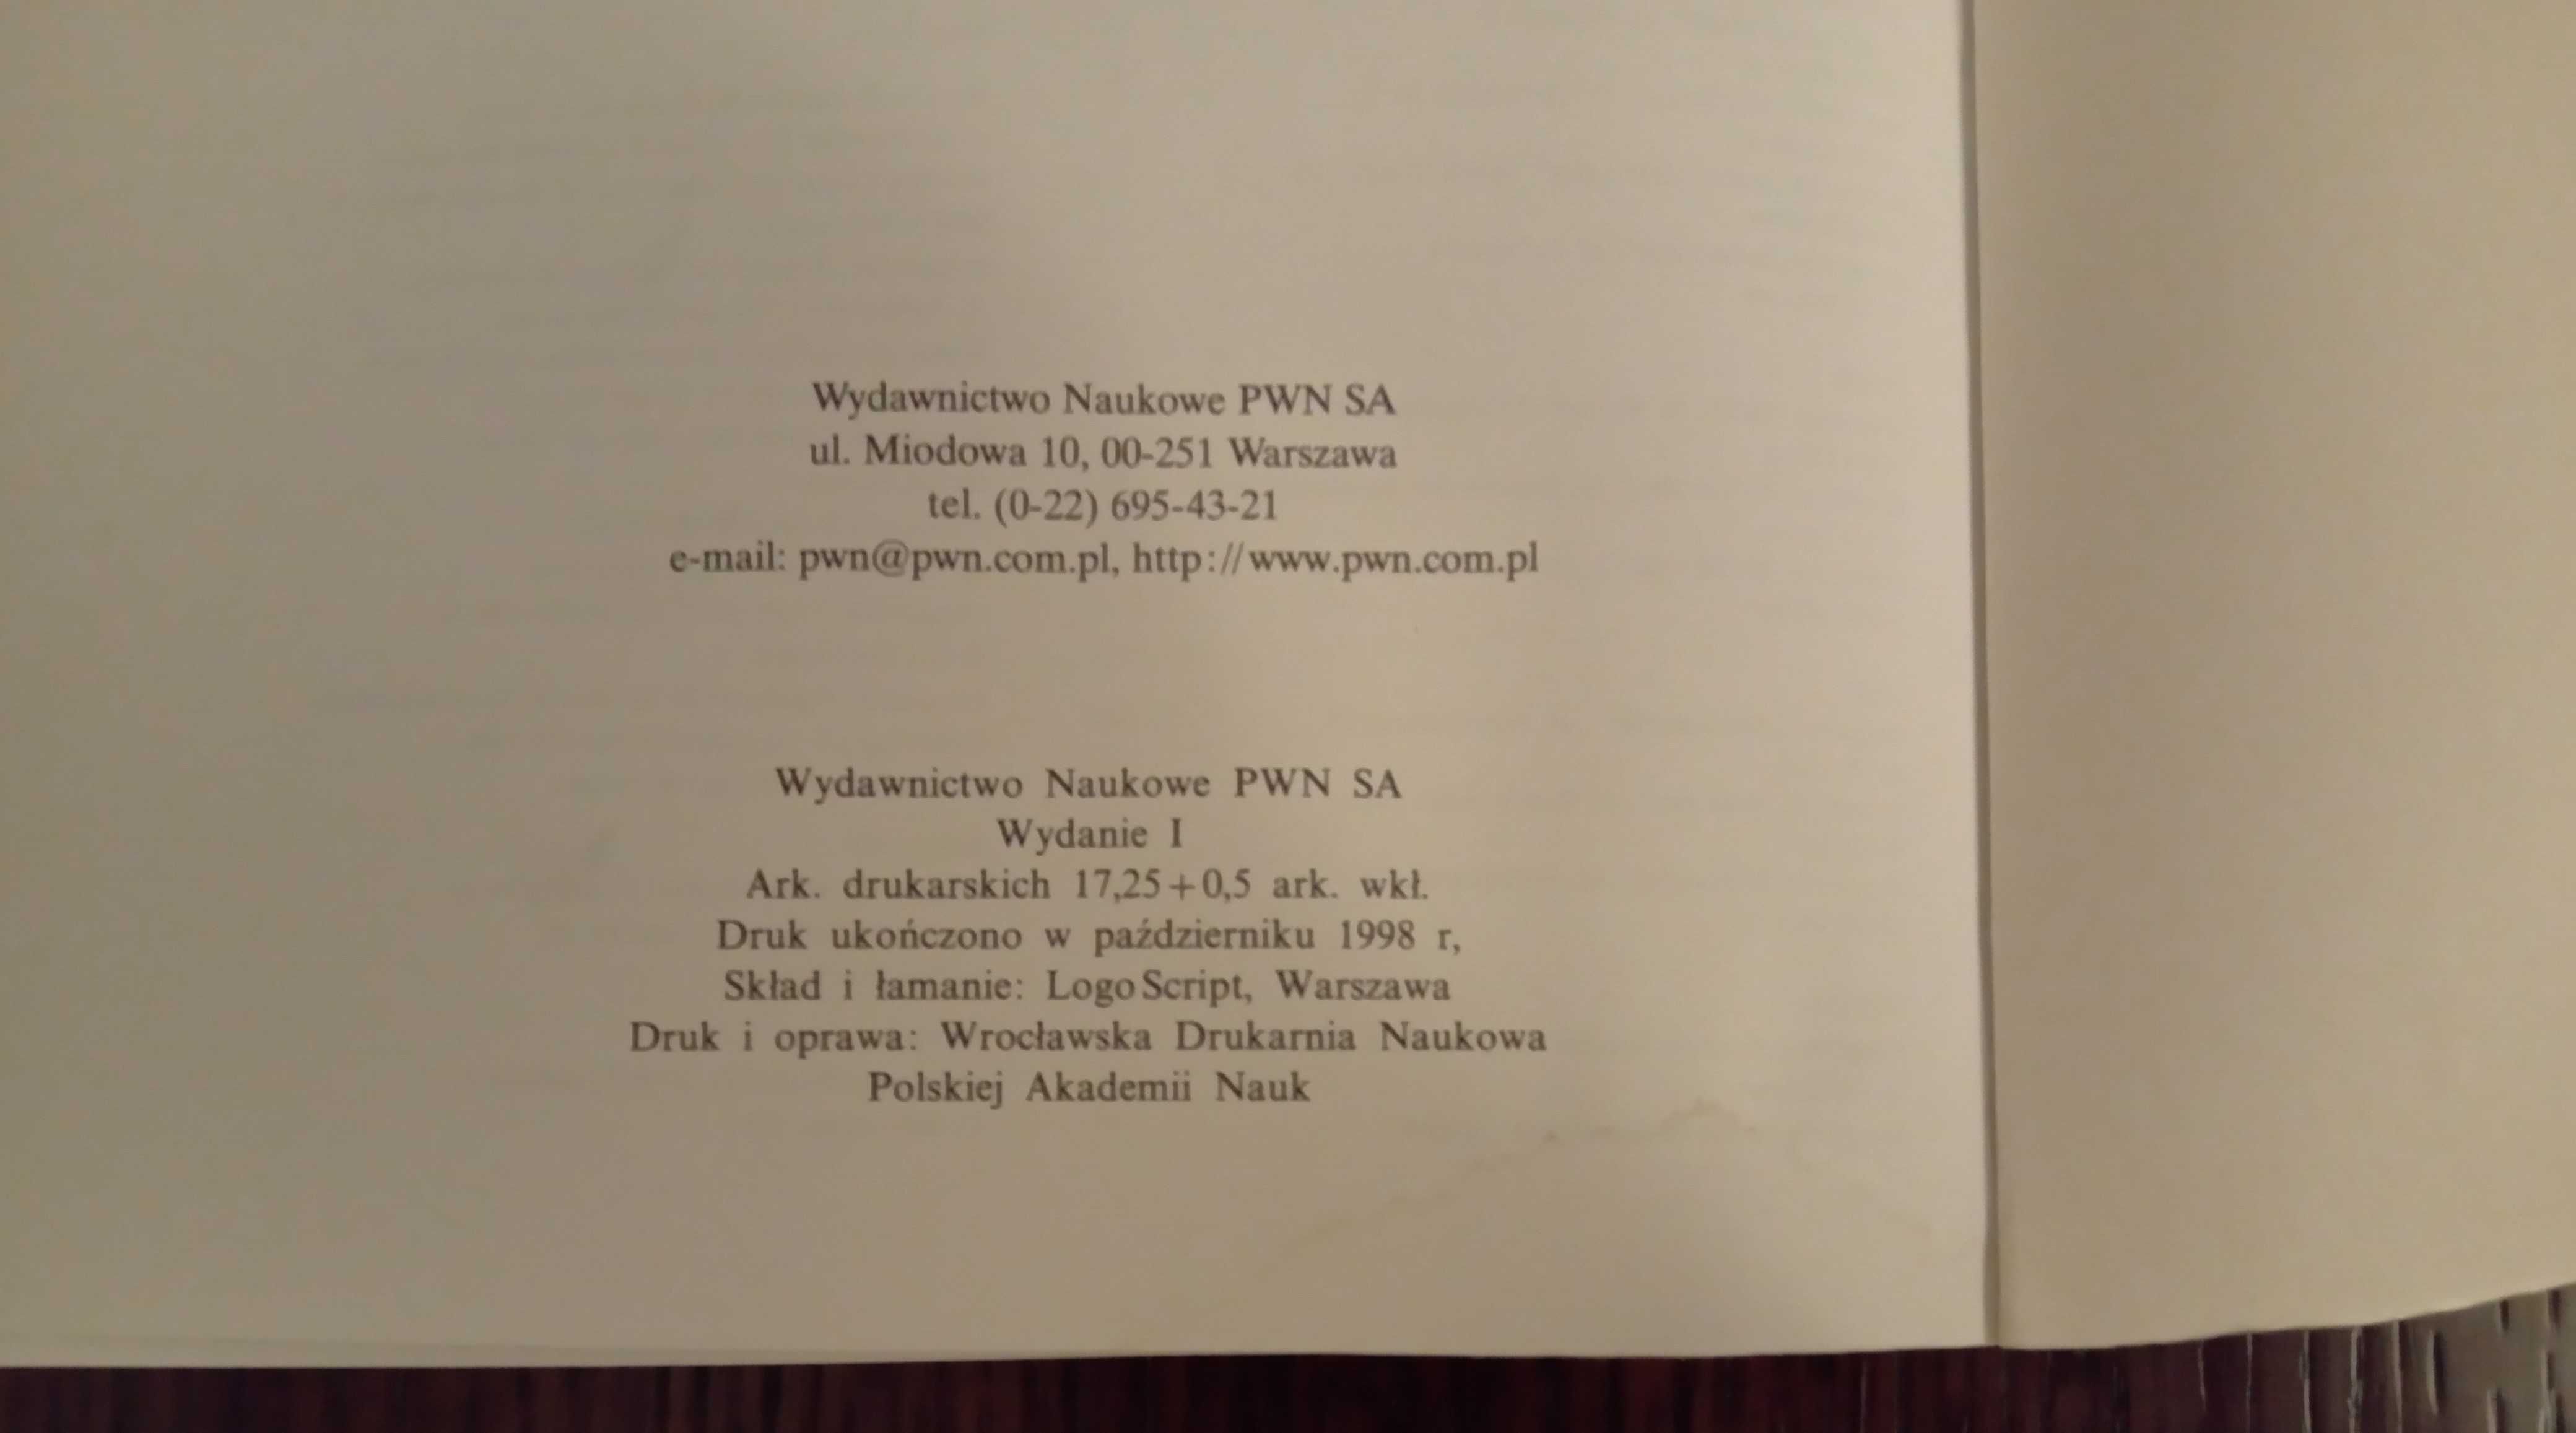 Wydawnictwo Naukowe PWN SA
ul. Miodowa 10, 00-251 Warszawa
tel. (0-22) 695-43-21
e-mail: pwn@pwn.com.pl, http://www.pwn.com.pl
Wydawnictwo Naukowe PWN SA
Wydanie I
Ark. drukarskich 17,25+0,5 ark. wkł.
Druk ukończono w październiku 1998 r,
Skład i łamanie: LogoScript, Warszawa
Druk i oprawa: Wrocławska Drukarnia Naukowa
Polskiej Akademii Nauk